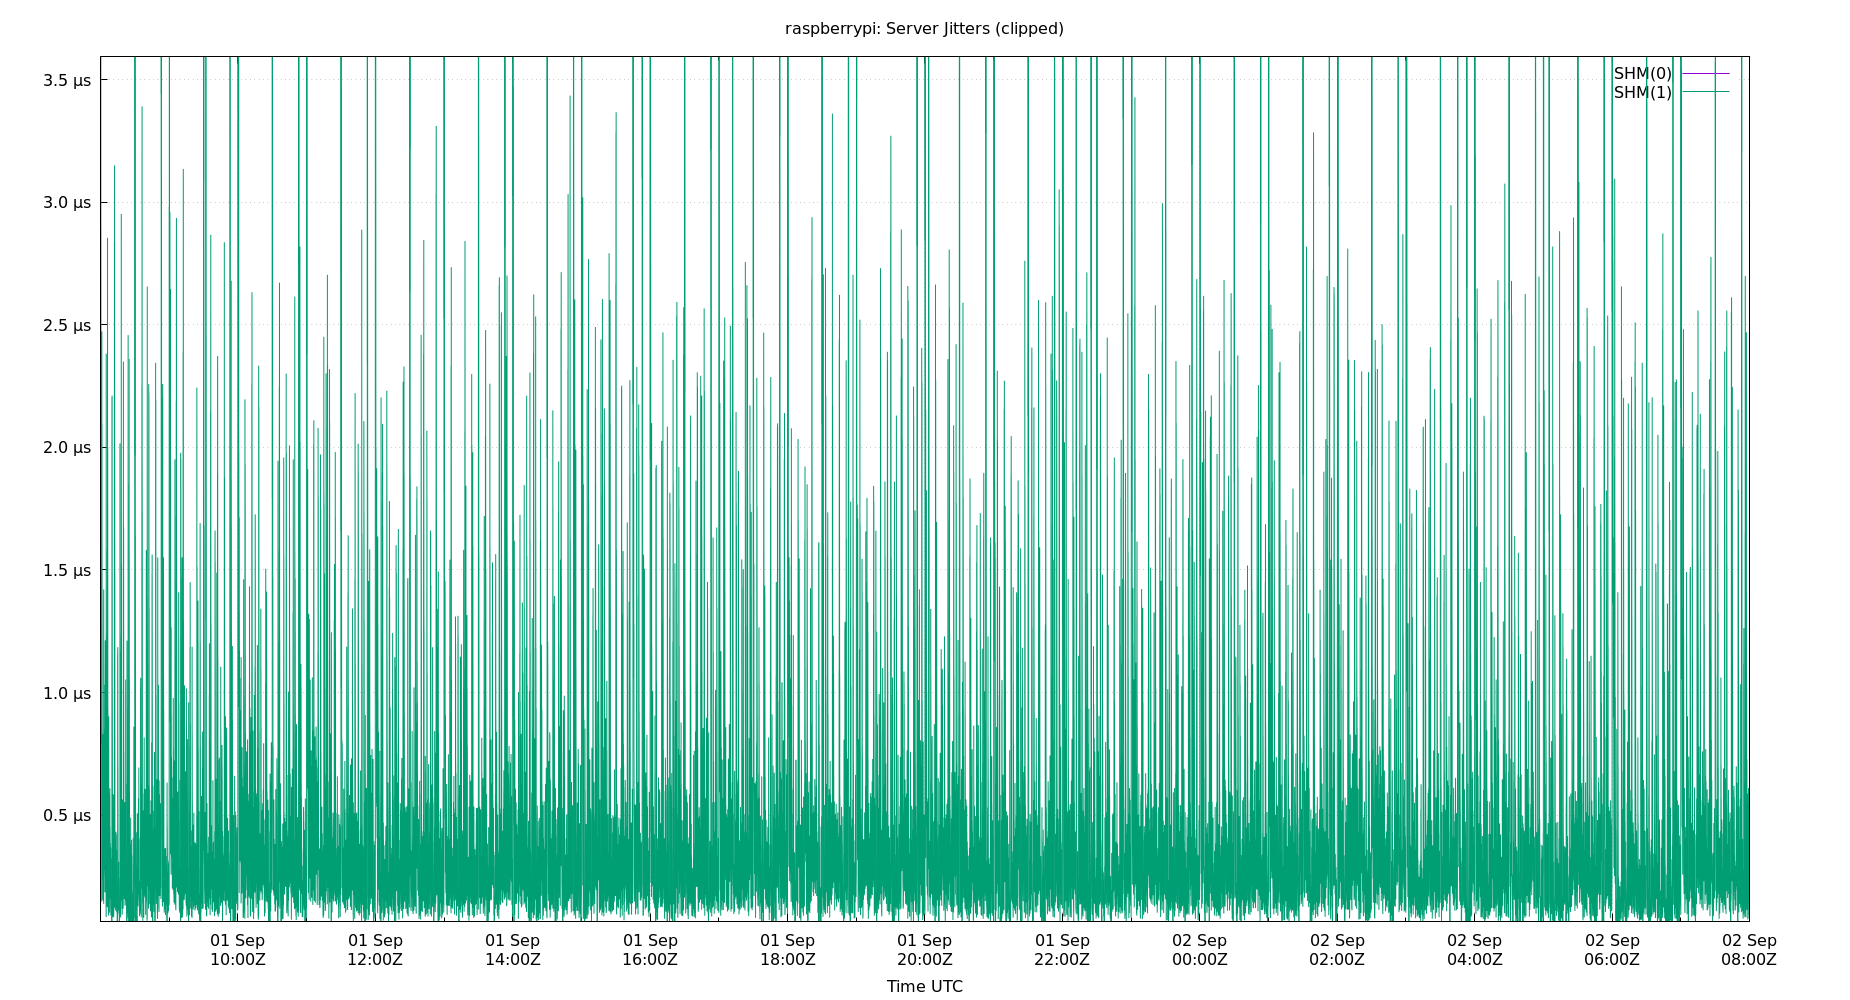 raspberrypi: Server Jitters (clipped)
3.5 µs
3.0 µs
2.5 µs
2.0 µs
1.5 µs
1.0 µs
0.5 µs
SHM(0)
SHM(1)
01 Sep
10:00Z
01 Sep
12:00Z
01 Sep
14:00Z
01 Sep
16:00Z
01 Sep
18:00Z
01 Sep
20:00Z
01 Sep
22:00Z
02 Sep
00:00Z
02 Sep
02:00Z
02 Sep
04:00Z
02 Sep
06:00Z
02 Sep
08:00Z
Time UTC